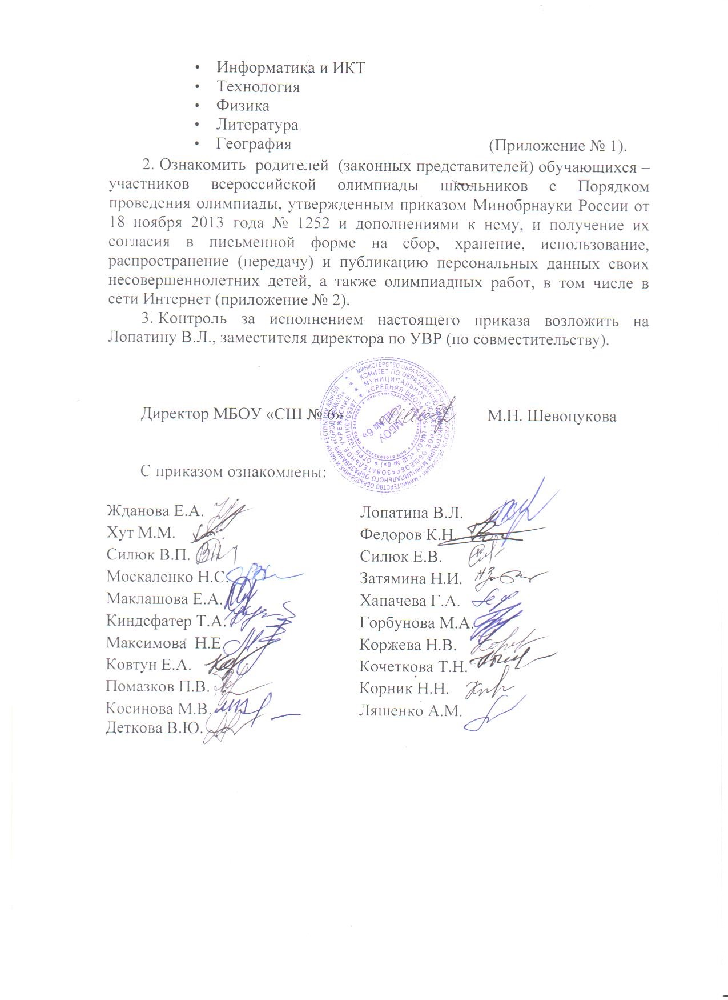 • Информатика и ИКТ
• Технология
• Физика
• Литература
• География (Приложение № 1).
2. Ознакомить родителей (законных представителей) обучающихся –
участников всероссийской олимпиады школьников с Порядком
проведения олимпиады, утвержденным приказом Минобрнауки России от
18 ноября 2013 года № 1252 и дополнениями к нему, и получение их
согласия в письменной форме на сбор, хранение, использование,
распространение (передачу) и публикацию персональных данных своих
несовершеннолетних детей, а также олимпиадных работ, в том числе в
сети Интернет (приложение № 2).
3. Контроль за исполнением настоящего приказа возложить на
Лопатину В.Л., заместителя директора по УВР (по совместительству).
Директор МБОУ «СШ № 6» М.Н. Шевоцукова
МБОУ
«СШ № 6»
С приказом ознакомлены:
Жданова Е.А. Лопатина В.Л.
Хут М.М. Федоров К.Н.
Силюк В.П. Силюк Е.В.
Москаленко Н.С. Затямина Н.И.
Маклашова Е.А. Хапачева Г.А.
Киндсфатер Т.А. Горбунова М.А.
Максимова Н.Е. Коржева Н.В.
Ковтун Е.А. Кочеткова Т.Н.
Помазков П.В. Корник Н.Н.
Косинова М.В. Ляшенко А.М.
Деткова В.Ю.